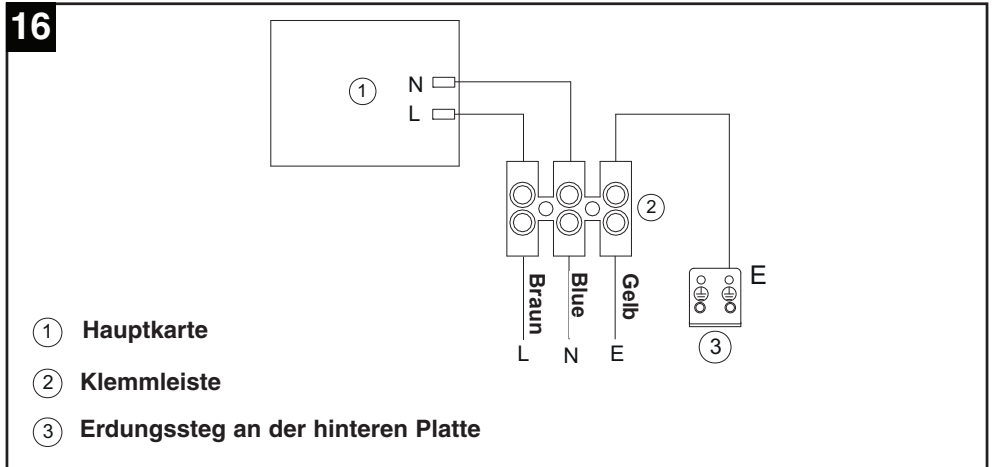 16
1
N
L
2
Braun
Blue
Gelb
E
L
N
E
3
1 Hauptkarte
2 Klemmleiste
3 Erdungssteg an der hinteren Platte